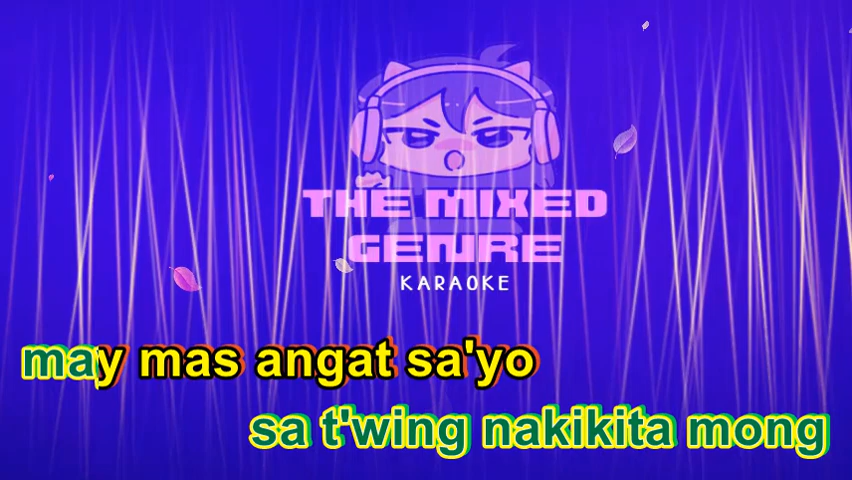 THE MIXED
GENRE
KARAOKE
may mas angat sa'yo
sa t'wing nakikita mong